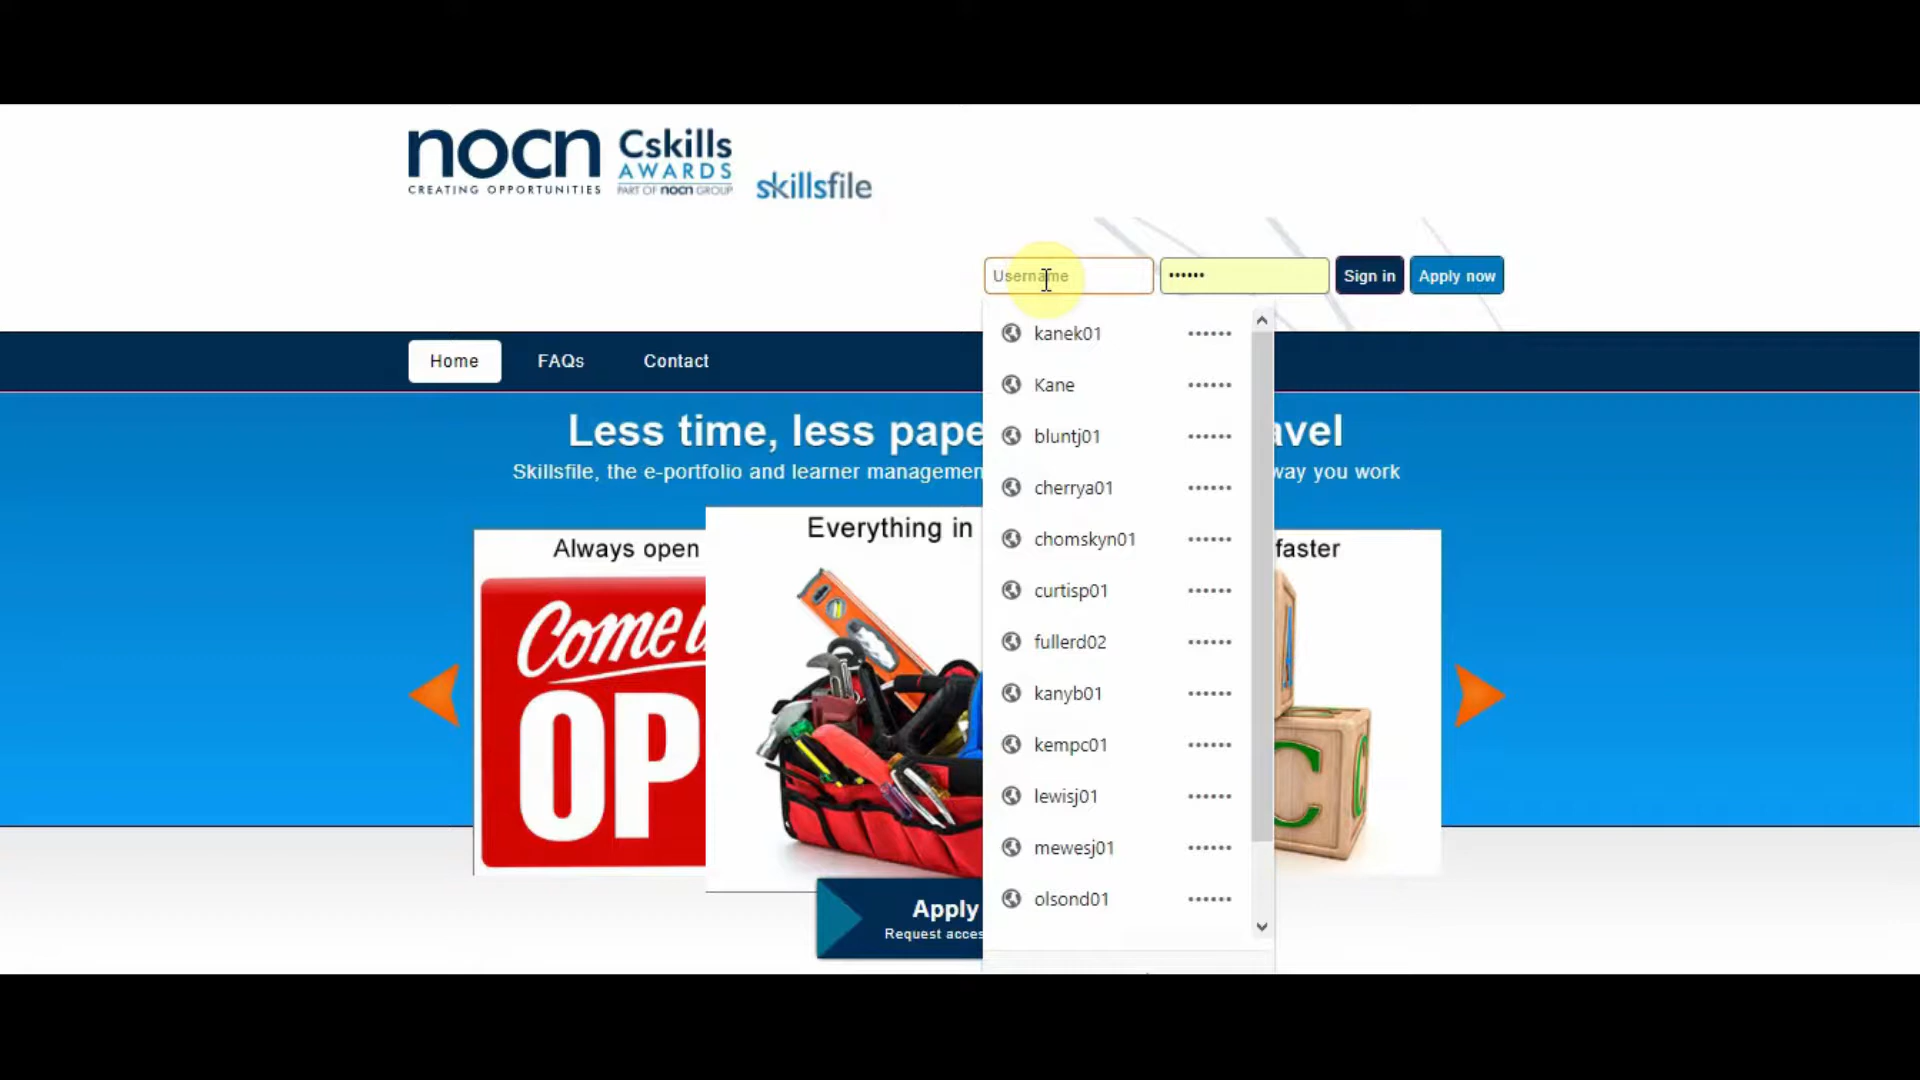 nocn
CREATING OPPORTUNITIES
Cskills
AWARDS
PART OF nocn GROUP
skillsfile
Username
••••••
Sign in
Apply now
Home
FAQs
Contact
kanek01 ••••••
Kane ••••••
bluntj01 ••••••
cherrya01 ••••••
chomskyn01 ••••••
curtisp01 ••••••
fullerd02 ••••••
kanyb01 ••••••
kempc01 ••••••
lewisj01 ••••••
mewesj01 ••••••
olsond01 ••••••
Less time, less pape avel
Skillsfile, the e-portfolio and learner managemen way you work
Always open
Everything in
faster
Come
OP
C
Apply
Request acces